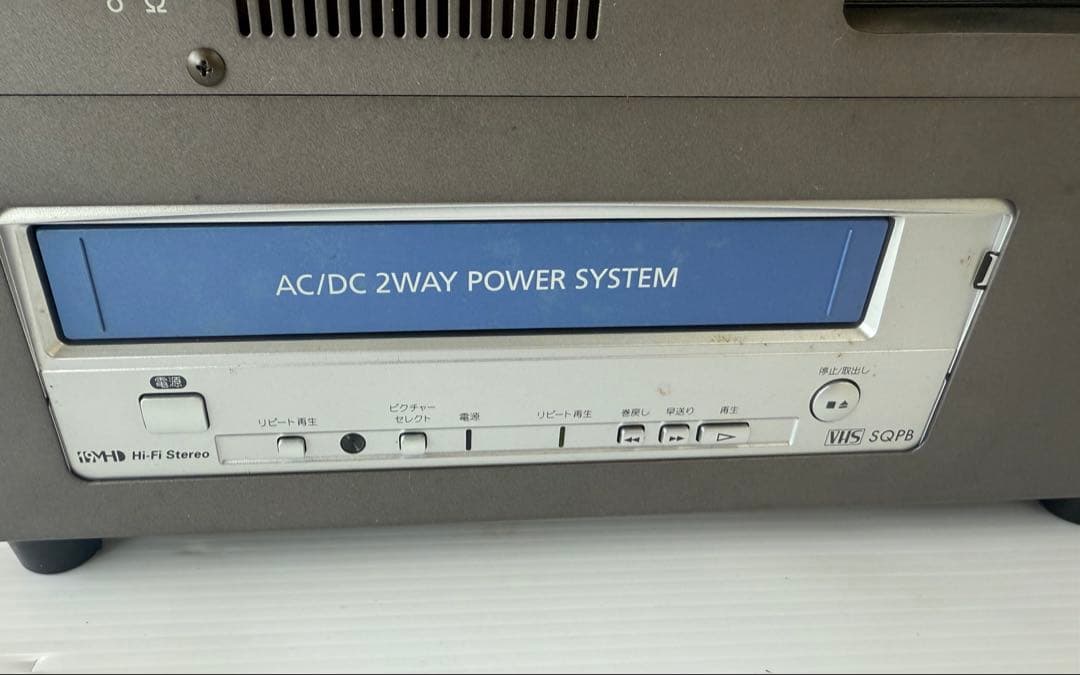 AC/DC 2WAY POWER SYSTEM
電源
リピート再生
ピクチャー
セレクト
電源
リピート再生
巻戻し
早送り
再生
停止/取出し
19MHD Hi-Fi Stereo
VHS SQPB